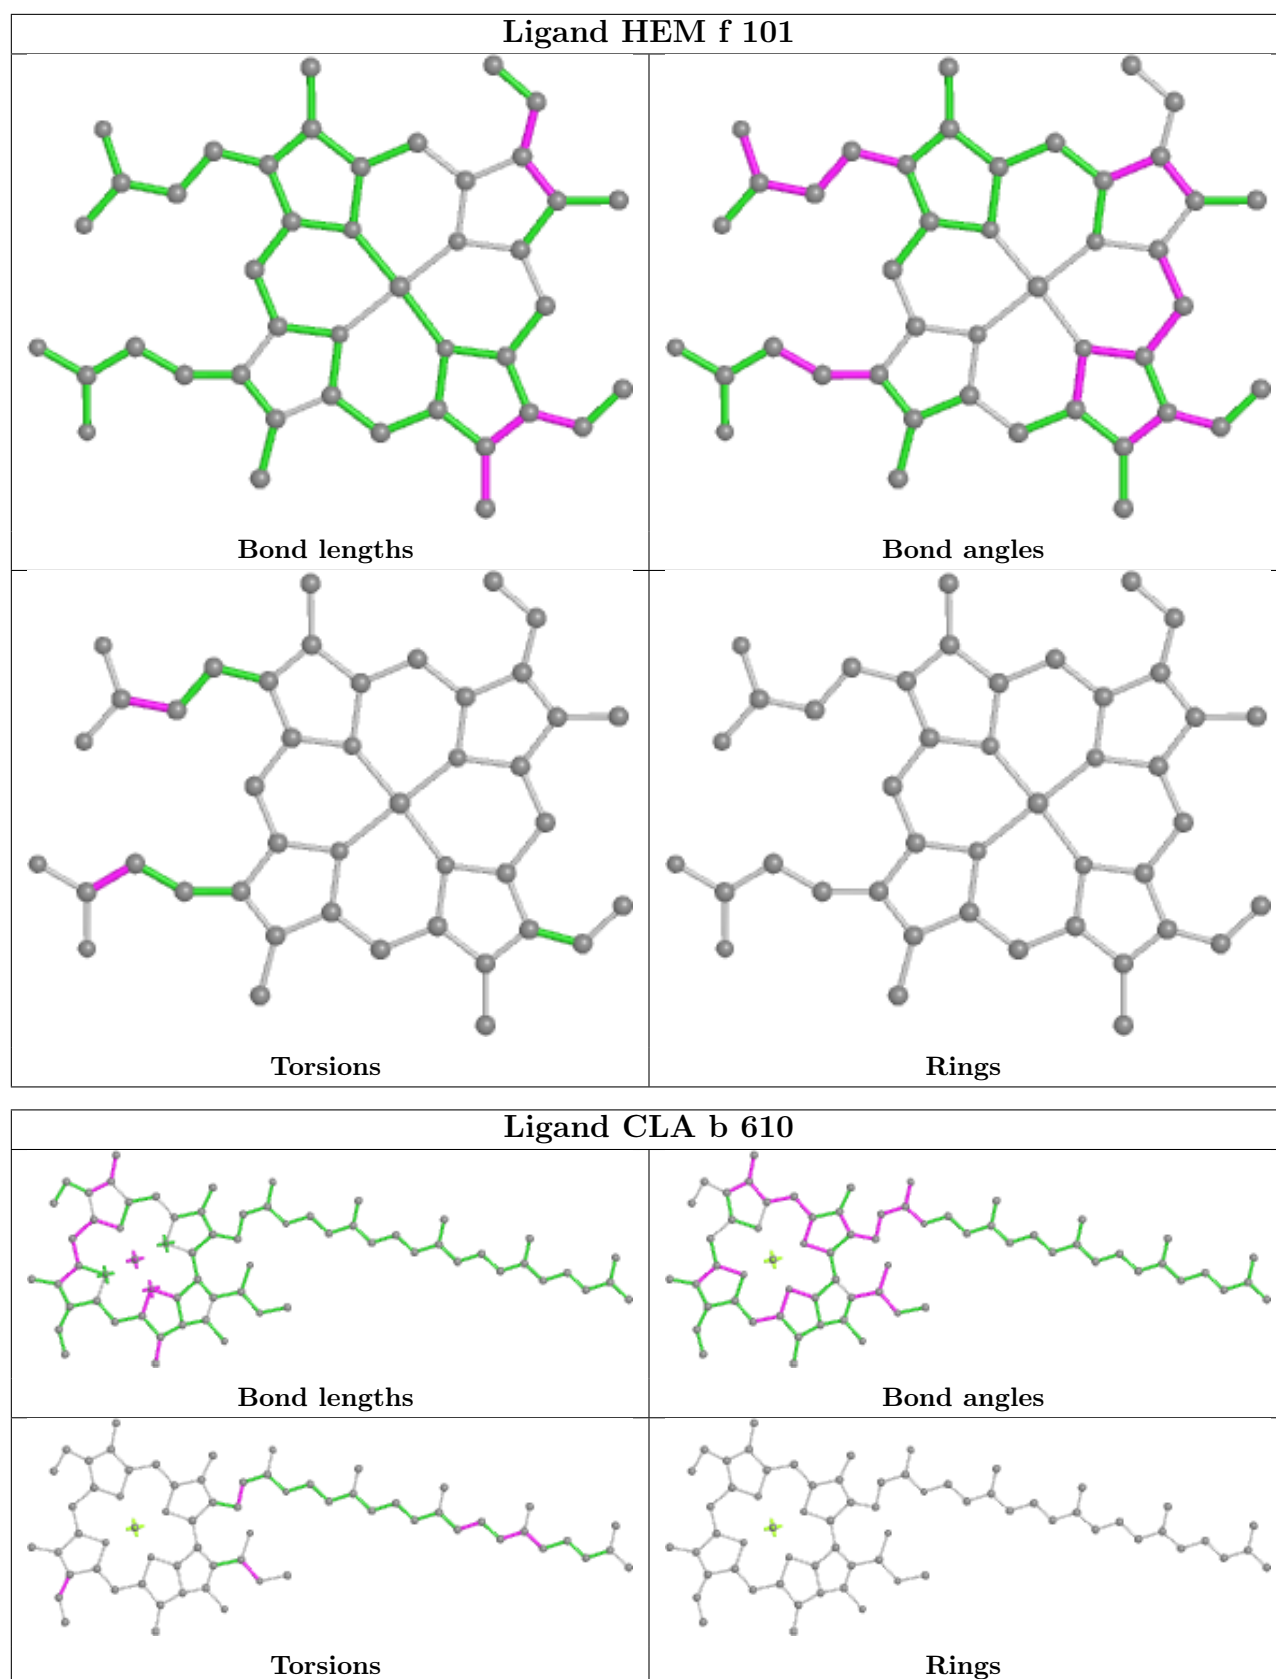 Ligand HEM f 101
Bond lengths
Bond angles
Torsions
Rings
Ligand CLA b 610
Bond lengths
Bond angles
Torsions
Rings